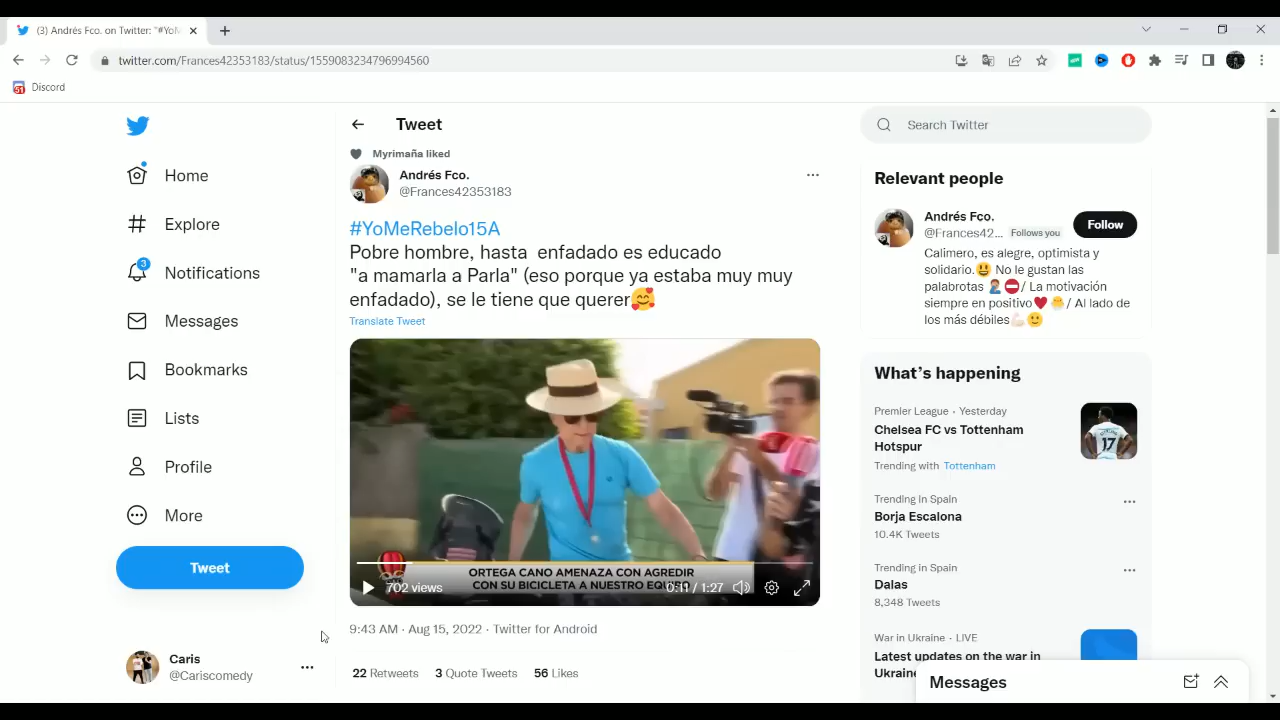 (3) Andrés Fco. on Twitter: "#YoM
twitter.com/Frances42353183/status/1559083234796994560
Discord
Home
Explore
3
Notifications
Messages
Bookmarks
Lists
Profile
More
Tweet
Caris
@Cariscomedy
Tweet
Myrimaña liked
Andrés Fco.
@Frances42353183
#YoMeRebelo15A
Pobre hombre, hasta enfadado es educado
"a mamarla a Parla" (eso porque ya estaba muy muy
enfadado), se le tiene que querer🥰
Translate Tweet
ORTEGA CANO AMENAZA CON AGREDIR
CON SU BICICLETA A NUESTRO
702 views
0:11 / 1:27
9:43 AM · Aug 15, 2022 · Twitter for Android
22 Retweets 3 Quote Tweets 56 Likes
Search Twitter
Relevant people
Andrés Fco.
@Frances42... Follows you
Follow
Calimero, es alegre, optimista y
solidario.😃 No le gustan las
palabrotas 🤦🏽‍♂️⛔/ La motivación
siempre en positivo♥️🐥/ Al lado de
los más débiles💪🏻🙂
What's happening
Premier League · Yesterday
Chelsea FC vs Tottenham
Hotspur
Trending with Tottenham
17
Trending in Spain
Borja Escalona
10.4K Tweets
Trending in Spain
Dalas
8,348 Tweets
War in Ukraine · LIVE
Latest updates on the war in
Ukraine
Messages